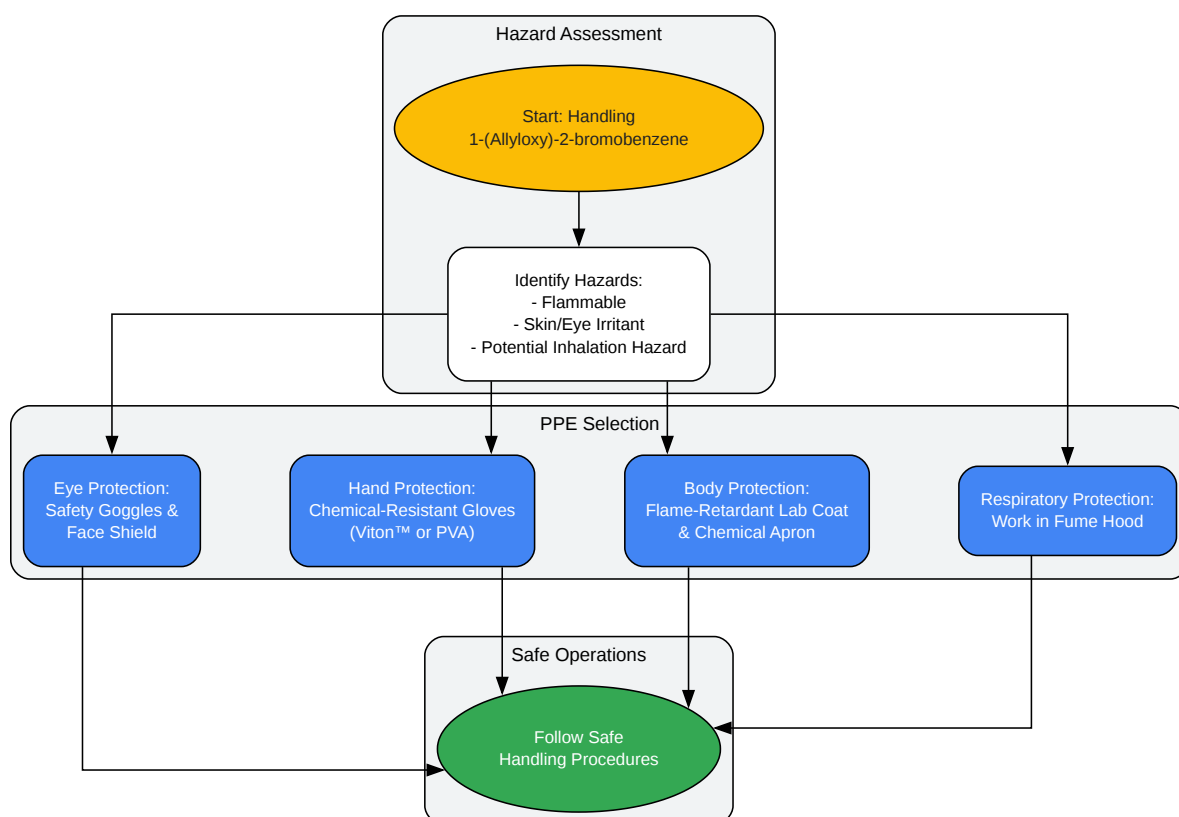 Hazard Assessment
Start: Handling
1-(Allyloxy)-2-bromobenzene
Identify Hazards:
- Flammable
- Skin/Eye Irritant
- Potential Inhalation Hazard
PPE Selection
Eye Protection:
Safety Goggles &
Face Shield
Hand Protection:
Chemical-Resistant Gloves
(Viton™ or PVA)
Body Protection:
Flame-Retardant Lab Coat
& Chemical Apron
Respiratory Protection:
Work in Fume Hood
Safe Operations
Follow Safe
Handling Procedures